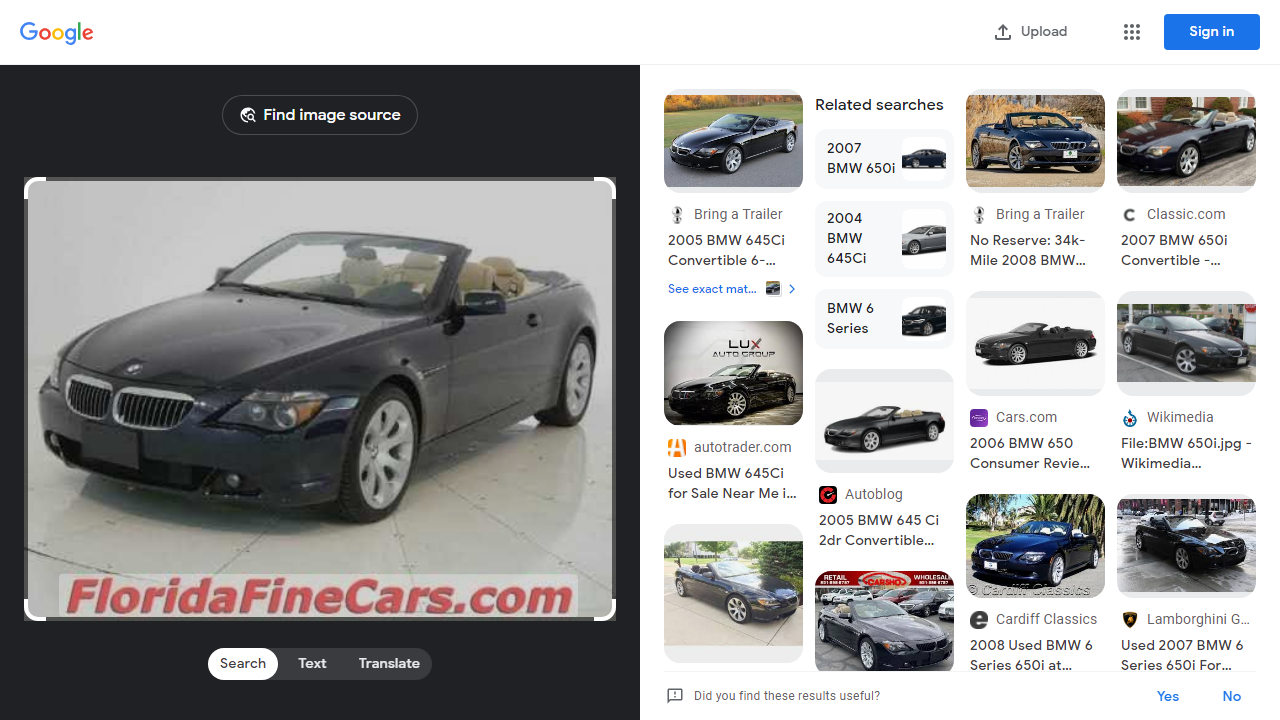 Google
Upload
Sign in
Find image source
FloridaFineCars.com
Search
Text
Translate
Bring a Trailer
2005 BMW 645Ci
Convertible 6-...
See exact mat...
LUX
AUTO GROUP
autotrader.com
Used BMW 645Ci
for Sale Near Me i...
Related searches
2007
BMW 650i
2004
BMW
645Ci
BMW 6
Series
Autoblog
2005 BMW 645 Ci
2dr Convertible...
RETAIL
CARSHO
WHOLESAL
Bring a Trailer
No Reserve: 34k-
Mile 2008 BMW...
Cars.com
2006 BMW 650
Consumer Revie...
© Cardiff Classics
Cardiff Classics
2008 Used BMW 6
Series 650i at...
Classic.com
2007 BMW 650i
Convertible -...
Wikimedia
File:BMW 650i.jpg -
Wikimedia...
Lamborghini G...
Used 2007 BMW 6
Series 650i For...
Did you find these results useful?
Yes
No